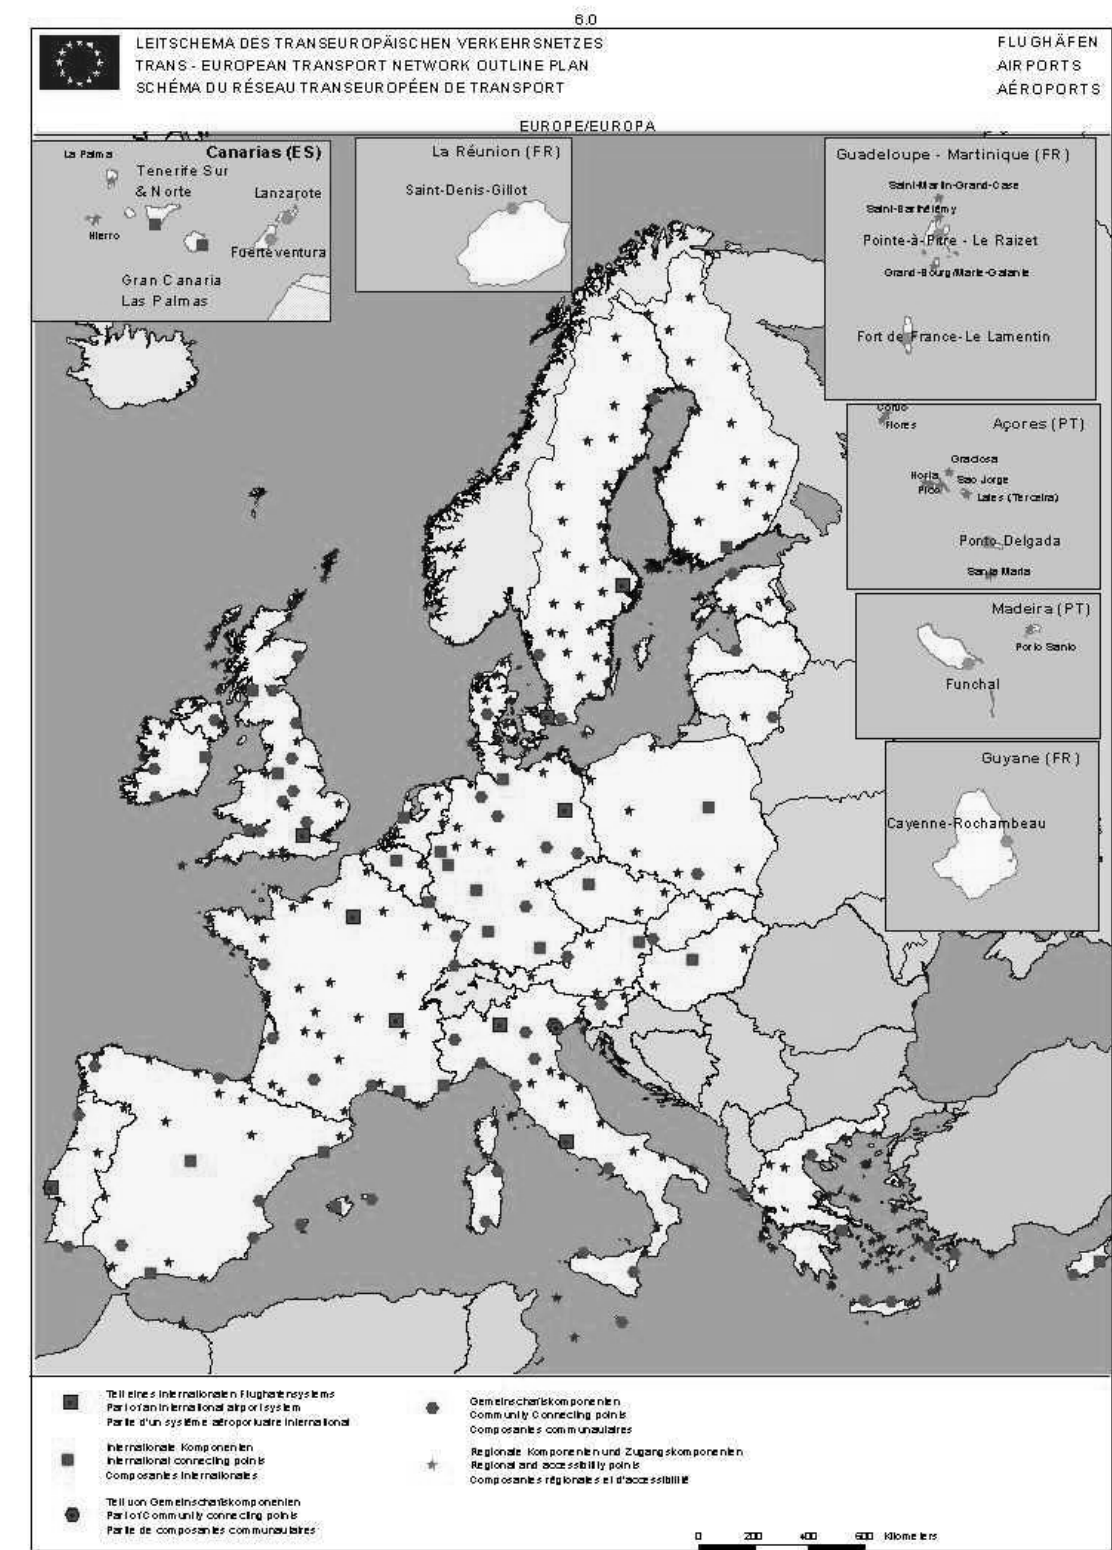 6.0
LEITSCHEMA DES TRANSEUROPÄISCHEN VERKEHRSNETZES
TRANS - EUROPEAN TRANSPORT NETWORK OUTLINE PLAN
SCHÉMA DU RÉSEAU TRANSEUROPÉEN DE TRANSPORT
FLUGHÄFEN
AIRPORTS
AÉROPORTS
EUROPE/EUROPA
Canarias (ES)
La Palma
Tenerife Sur
& Norte
Lanzarote
Hierro
Fuerteventura
Gran Canaria
Las Palmas
La Réunion (FR)
Saint-Denis-Gillot
Guadeloupe - Martinique (FR)
Saint-Martin-Grand-Case
Saint-Barthélémy
Pointe-à-Pitre - Le Raizet
Grand-Bourg/Marie-Galante
Fort de France-Le Lamentin
Corvo
Flores
Açores (PT)
Graciosa
Horta
Sao Jorge
Pico
Lajes (Terceira)
Ponto Delgada
Santa Maria
Madeira (PT)
Porto Santo
Funchal
Guyane (FR)
Cayenne-Rochambeau
Teil eines internationalen Flughafensystems
Part of an international airport system
Partie d'un système aéroportuaire international
Internationale Komponenten
International connecting points
Composantes internationales
Teil von Gemeinschaftskomponenten
Part of Community connecting points
Partie de composantes communautaires
Gemeinschaftskomponenten
Community Connecting points
Composantes communautaires
Regionale Komponenten und Zugangskomponenten
Regional and accessibility points
Composantes régionales et d'accessibilité
0 200 400 600 Kilometers